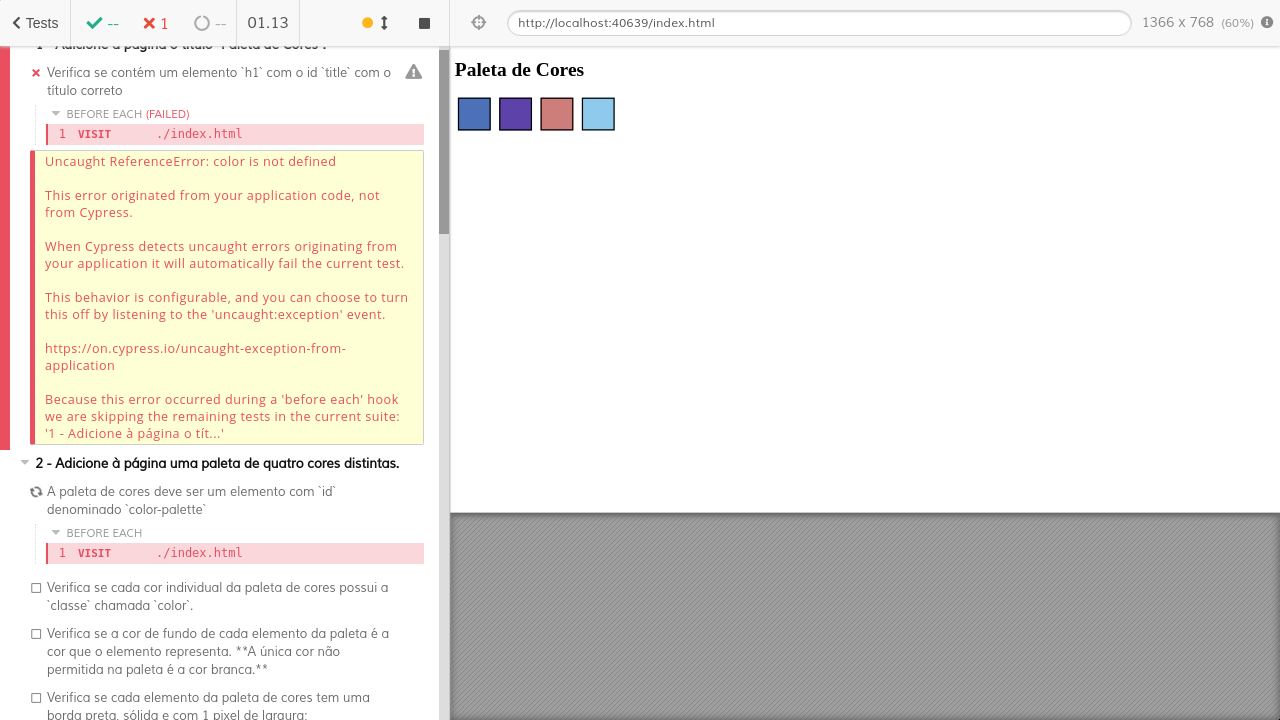 Tests
--
1
--
01.13
http://localhost:40639/index.html
1366 x 768 (60%)
1 - Adicione à página o título "Paleta de Cores".
Verifica se contém um elemento `h1` com o id `title` com o
título correto
BEFORE EACH (FAILED)
1 VISIT ./index.html
Uncaught ReferenceError: color is not defined
This error originated from your application code, not
from Cypress.
When Cypress detects uncaught errors originating from
your application it will automatically fail the current test.
This behavior is configurable, and you can choose to turn
this off by listening to the 'uncaught:exception' event.
https://on.cypress.io/uncaught-exception-from-
application
Because this error occurred during a 'before each' hook
we are skipping the remaining tests in the current suite:
'1 - Adicione à página o tít...'
2 - Adicione à página uma paleta de quatro cores distintas.
A paleta de cores deve ser um elemento com `id`
denominado `color-palette`
BEFORE EACH
1 VISIT ./index.html
Verifica se cada cor individual da paleta de cores possui a
`classe` chamada `color`.
Verifica se a cor de fundo de cada elemento da paleta é a
cor que o elemento representa. **A única cor não
permitida na paleta é a cor branca.**
Verifica se cada elemento da paleta de cores tem uma
borda preta, sólida e com 1 pixel de largura;
Paleta de Cores